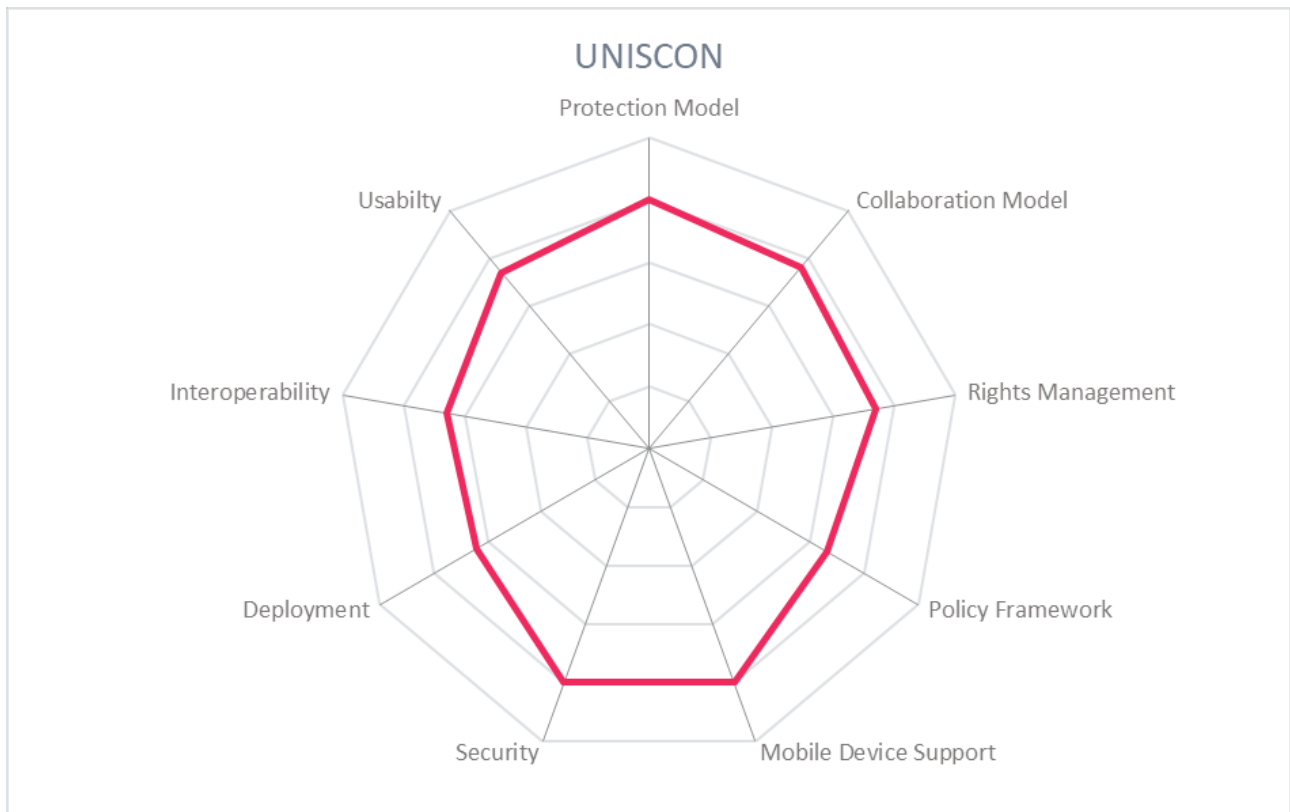 UNISCON
Protection Model
Usabilty
Collaboration Model
Interoperability
Rights Management
Deployment
Policy Framework
Security
Mobile Device Support